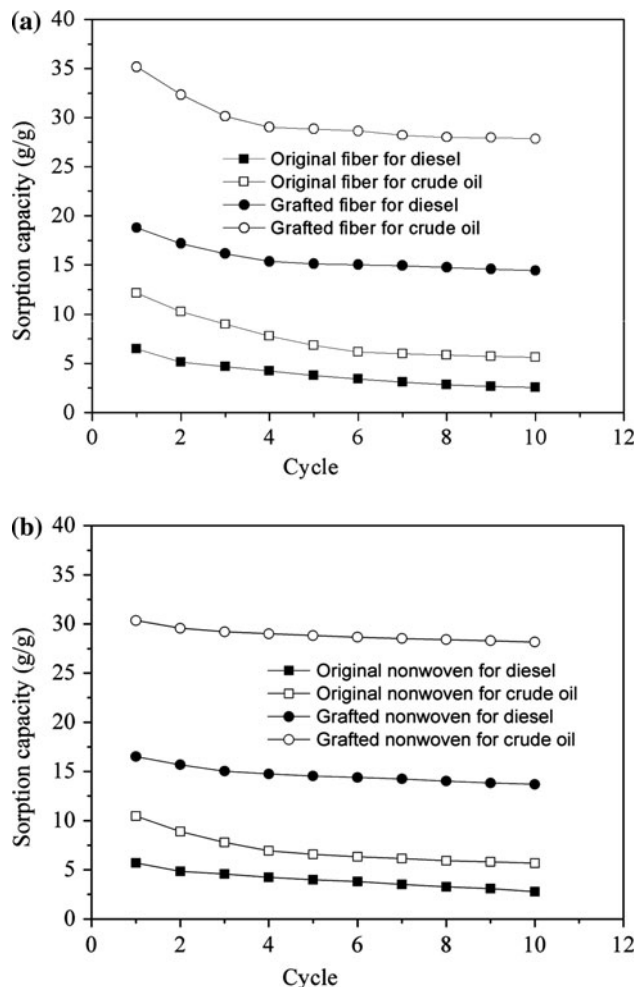 (a)
40
35
30
25
20
15
10
5
0
Sorption capacity (g/g)
Original fiber for diesel
Original fiber for crude oil
Grafted fiber for diesel
Grafted fiber for crude oil
0 2 4 6 8 10 12
Cycle
(b)
40
35
30
25
20
15
10
5
0
Sorption capacity (g/g)
Original nonwoven for diesel
Original nonwoven for crude oil
Grafted nonwoven for diesel
Grafted nonwoven for crude oil
0 2 4 6 8 10 12
Cycle